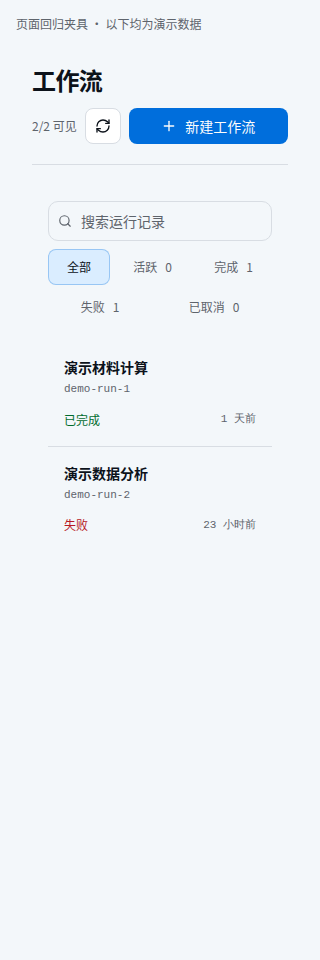 页面回归夹具 • 以下均为演示数据
工作流
2/2 可见
新建工作流
搜索运行记录
全部 活跃 0 完成 1
失败 1 已取消 0
演示材料计算
demo-run-1
已完成 1 天前
演示数据分析
demo-run-2
失败 23 小时前